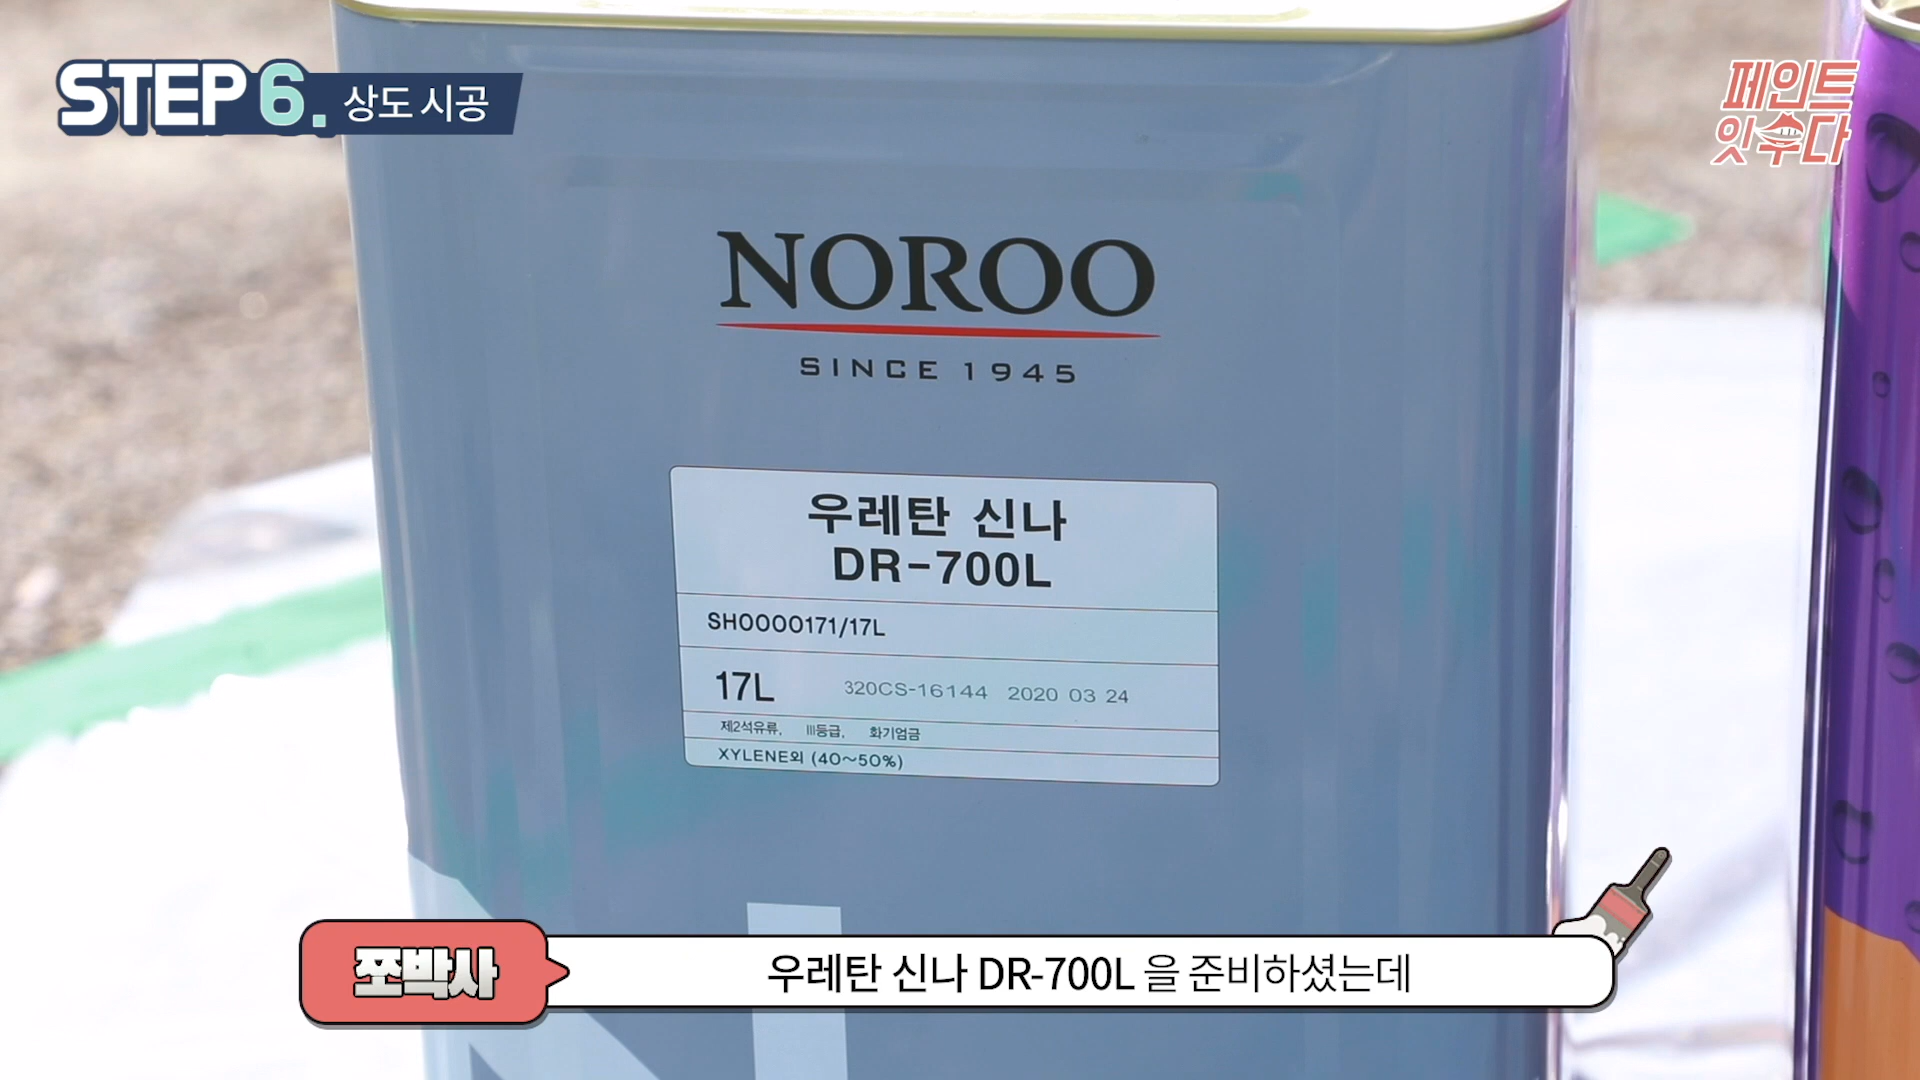 STEP 6. 상도 시공
페인트
잇수다
NOROO
SINCE 1945
우레탄 신나
DR-700L
SH0000171/17L
17L 320CS-16144 2020 03 24
제2석유류, III등급, 화기엄금
XYLENE외 (40~50%)
쪼박사
우레탄 신나 DR-700L 을 준비하셨는데